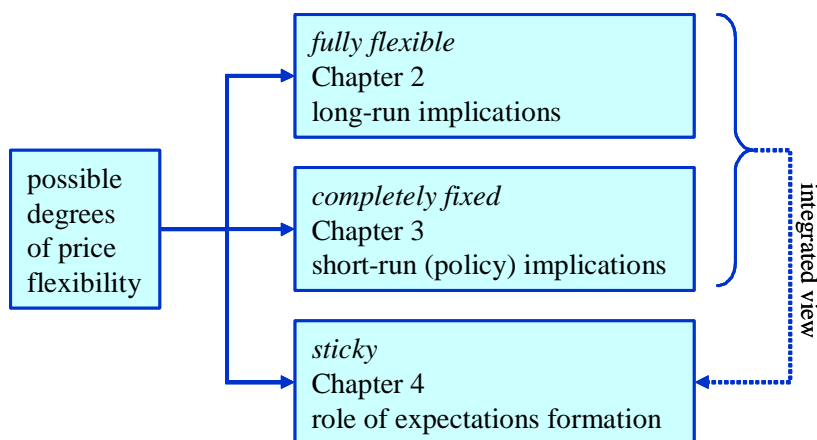 possible
degrees
of price
flexibility
fully flexible
Chapter 2
long-run implications
completely fixed
Chapter 3
short-run (policy) implications
sticky
Chapter 4
role of expectations formation
integrated view